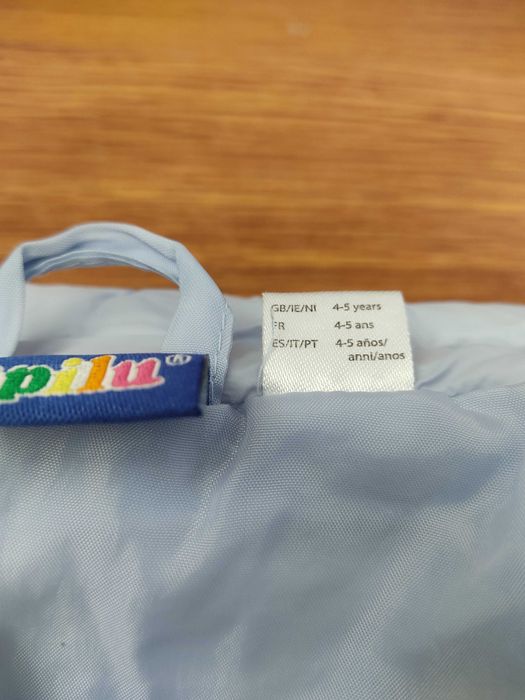 GB/IE/NI 4-5 years
FR 4-5 ans
ES/IT/PT 4-5 años/
anni/anos
pilu®